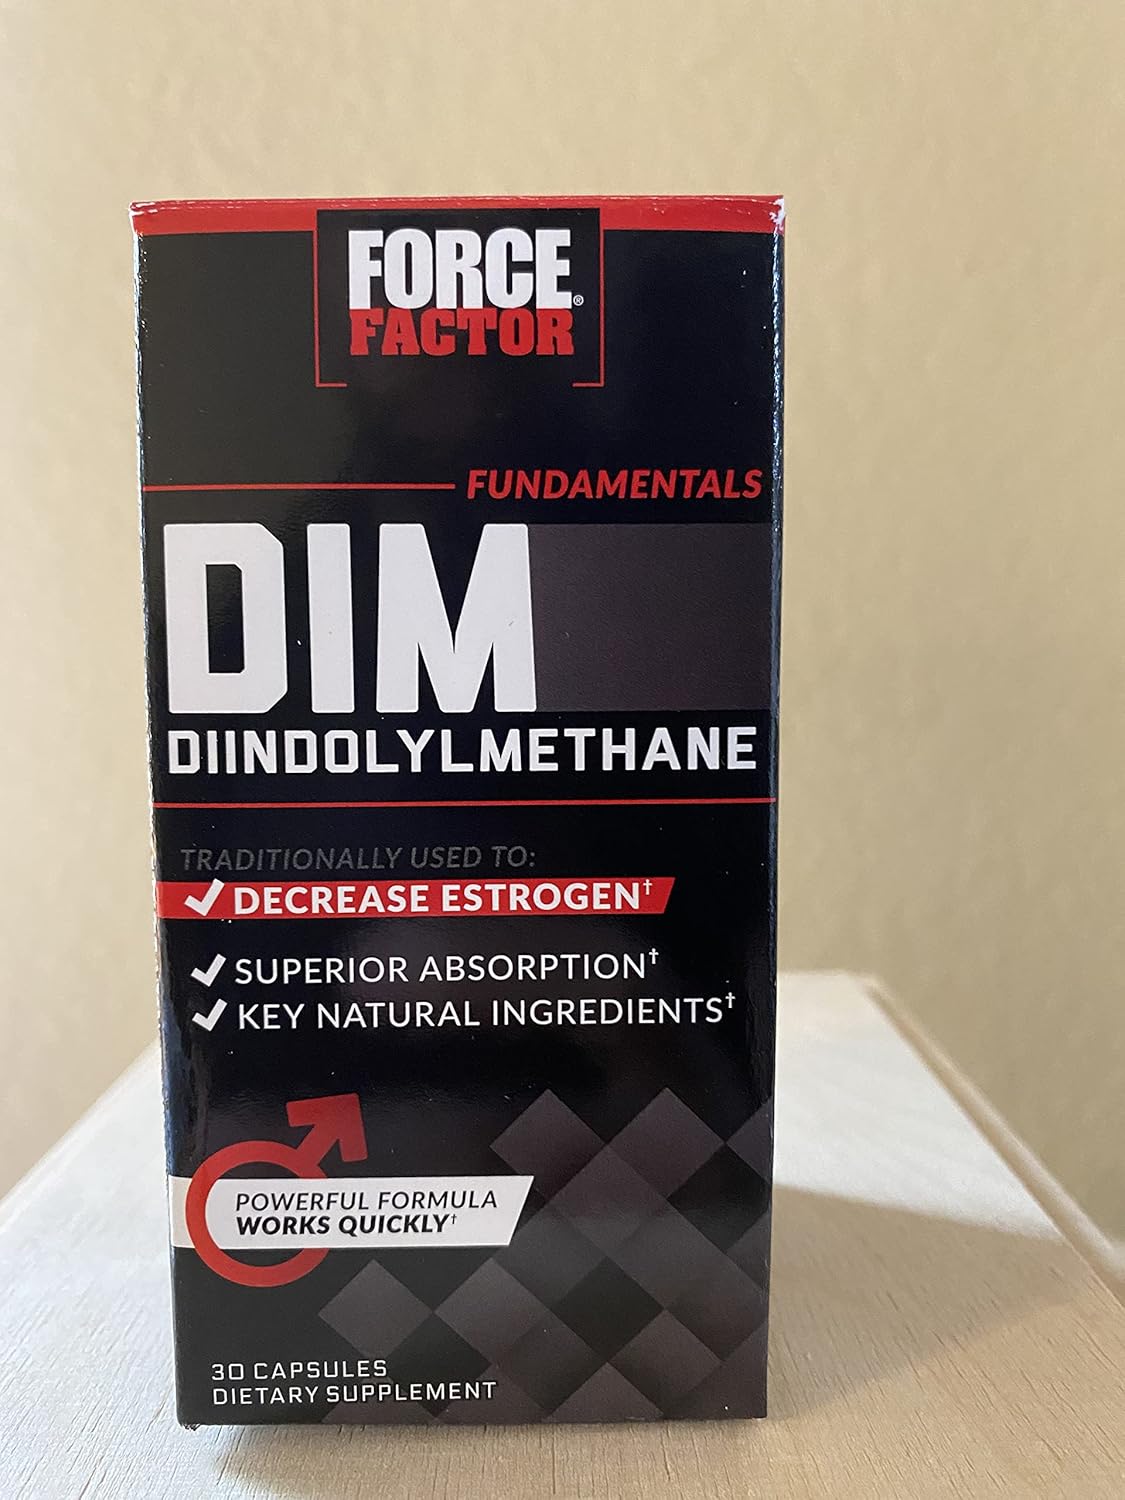 FORCE®
FACTOR
FUNDAMENTALS
DIM
DIINDOLYLMETHANE
TRADITIONALLY USED TO:
DECREASE ESTROGEN†
SUPERIOR ABSORPTION†
KEY NATURAL INGREDIENTS†
POWERFUL FORMULA
WORKS QUICKLY†
30 CAPSULES
DIETARY SUPPLEMENT